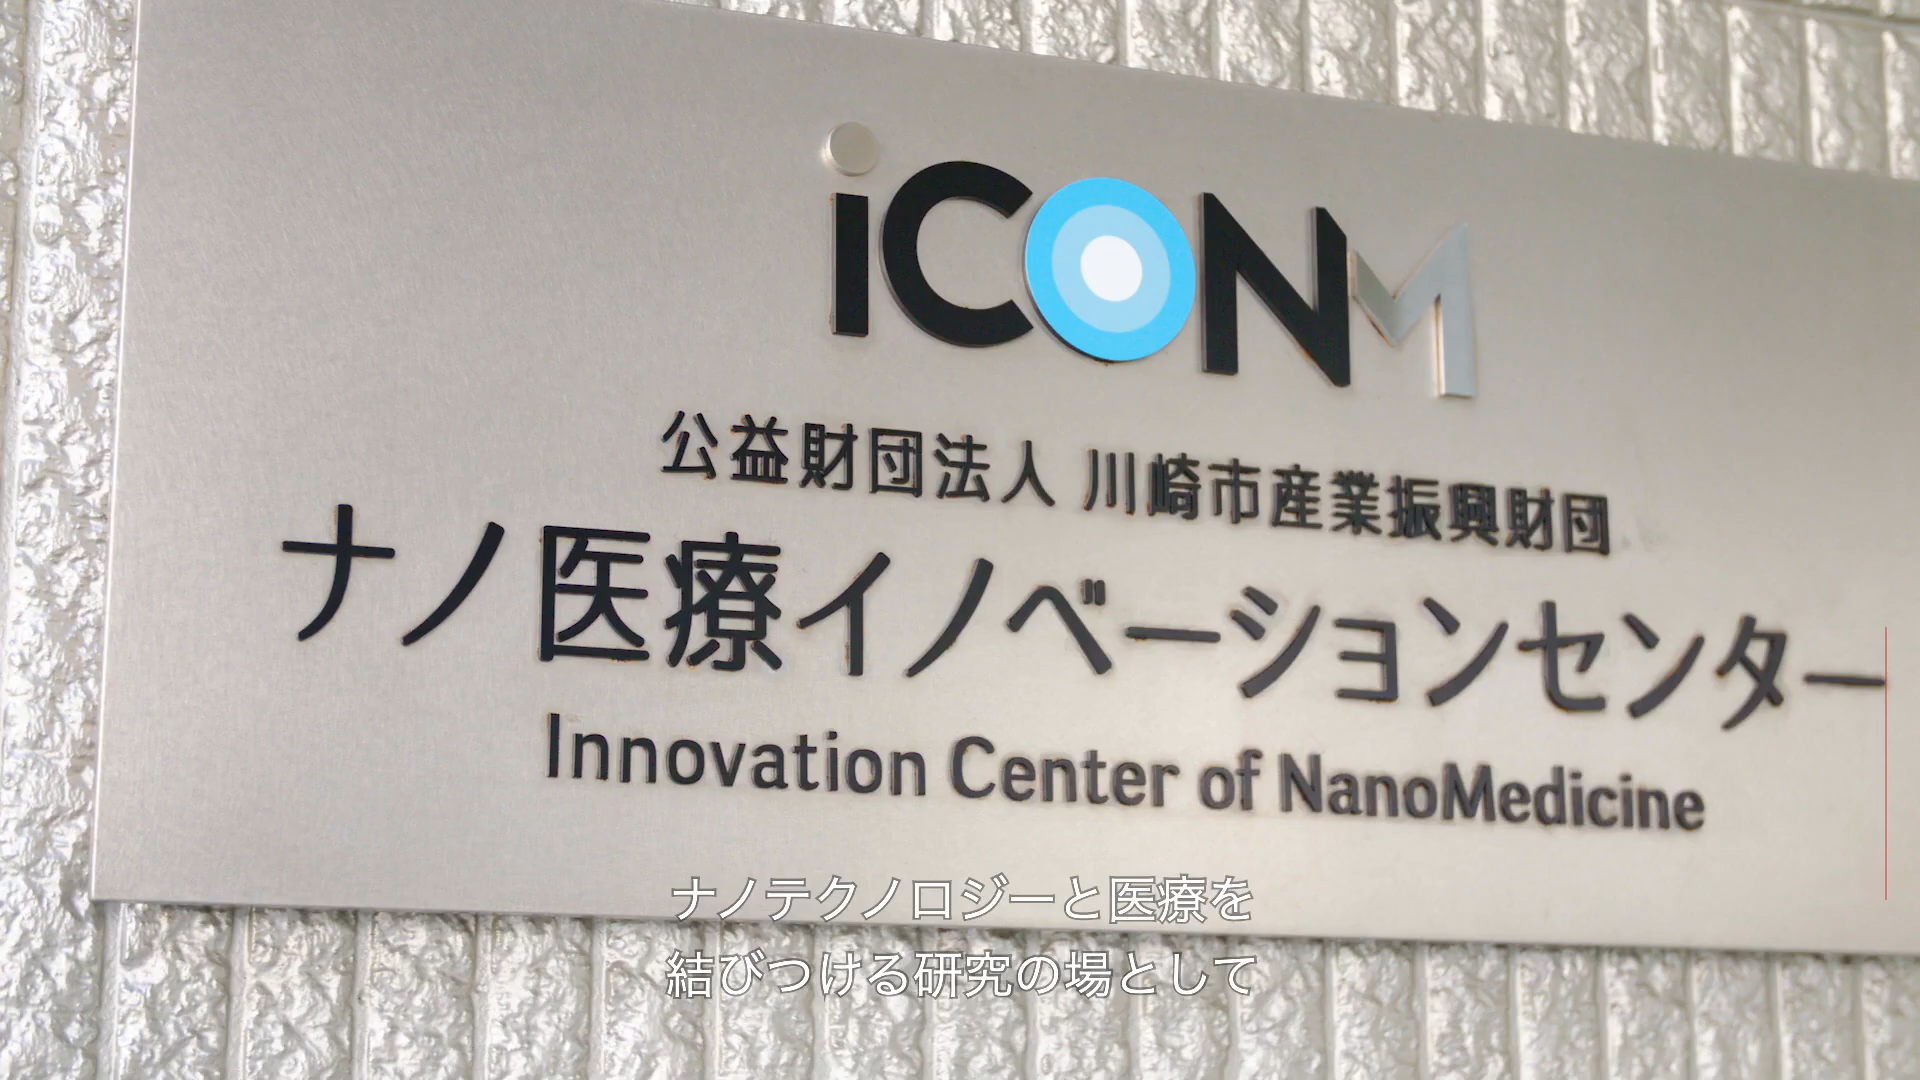 iCONM
公益財団法人 川崎市産業振興財団
ナノ医療イノベーションセンター
Innovation Center of NanoMedicine
ナノテクノロジーと医療を
結びつける研究の場として